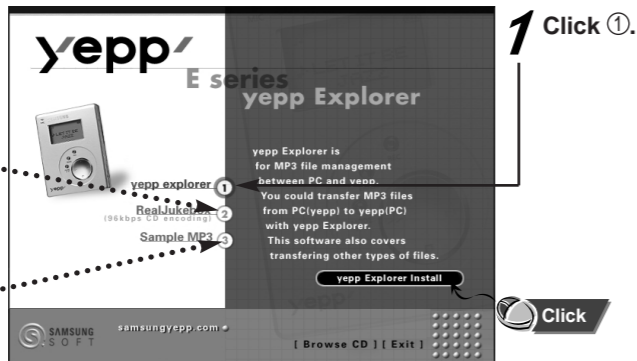 yepp'
E series
yepp Explorer
yepp Explorer is
for MP3 file management
between PC and yepp.
You could transfer MP3 files
from PC(yepp) to yepp(PC)
with yepp Explorer.
This software also covers
transfering other types of files.
yepp Explorer Install
yepp explorer 1
RealJukebox 2
(96kbps CD encoding)
Sample MP3 3
SAMSUNG
SOFT
samsungyepp.com
[ Browse CD ] [ Exit ]
1 Click ①.
Click